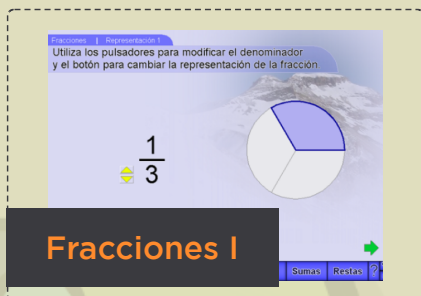 Fracciones | Representación 1
Utiliza los pulsadores para modificar el denominador
y el botón para cambiar la representación de la fracción
1
3
Fracciones I
Sumas Restas ?